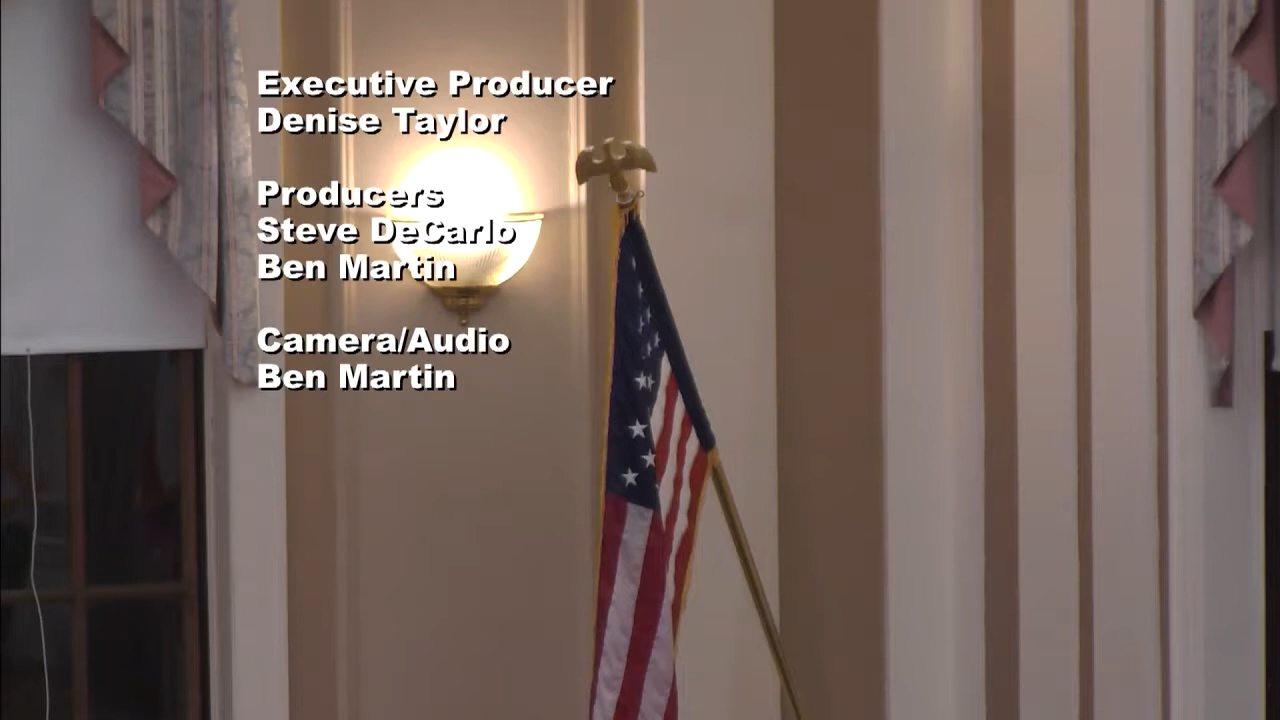 Executive Producer
Denise Taylor
Producers
Steve DeCarlo
Ben Martin
Camera/Audio
Ben Martin